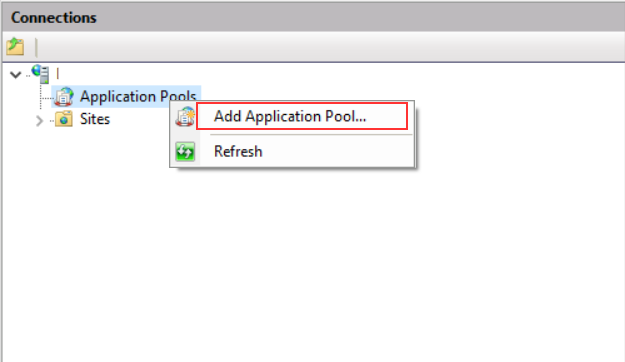 Connections
Application Pools
Add Application Pool...
Sites
Refresh